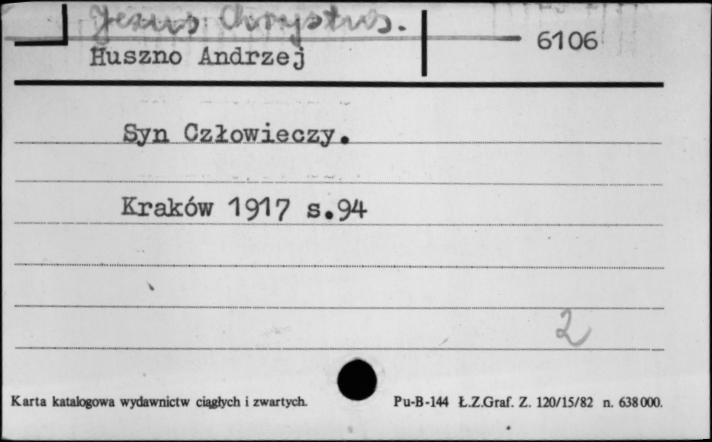 Jezus Chrystus.
6106
Huszno Andrzej
Syn Człowieczy.
Kraków 1917 s.94
2
Karta katalogowa wydawnictw ciągłych i zwartych. Pu-B-144 Ł.Z.Graf. Z. 120/15/82 n. 638000.